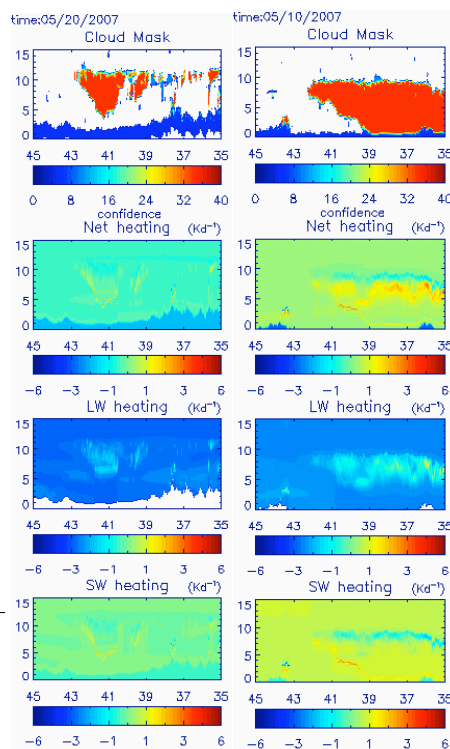 time:05/20/2007
Cloud Mask
15
10
5
0
45 43 41 39 37 35
0 8 16 24 32 40
confidence
Net heating (Kd⁻¹)
15
10
5
0
45 43 41 39 37 35
−6 −3 −1 1 3 6
LW heating (Kd⁻¹)
15
10
5
0
45 43 41 39 37 35
−6 −3 −1 1 3 6
SW heating (Kd⁻¹)
15
10
5
0
45 43 41 39 37 35
−6 −3 −1 1 3 6
time:05/10/2007
Cloud Mask
15
10
5
0
45 43 41 39 37 35
0 8 16 24 32 40
confidence
Net heating (Kd⁻¹)
15
10
5
0
45 43 41 39 37 35
−6 −3 −1 1 3 6
LW heating (Kd⁻¹)
15
10
5
0
45 43 41 39 37 35
−6 −3 −1 1 3 6
SW heating (Kd⁻¹)
15
10
5
0
45 43 41 39 37 35
−6 −3 −1 1 3 6